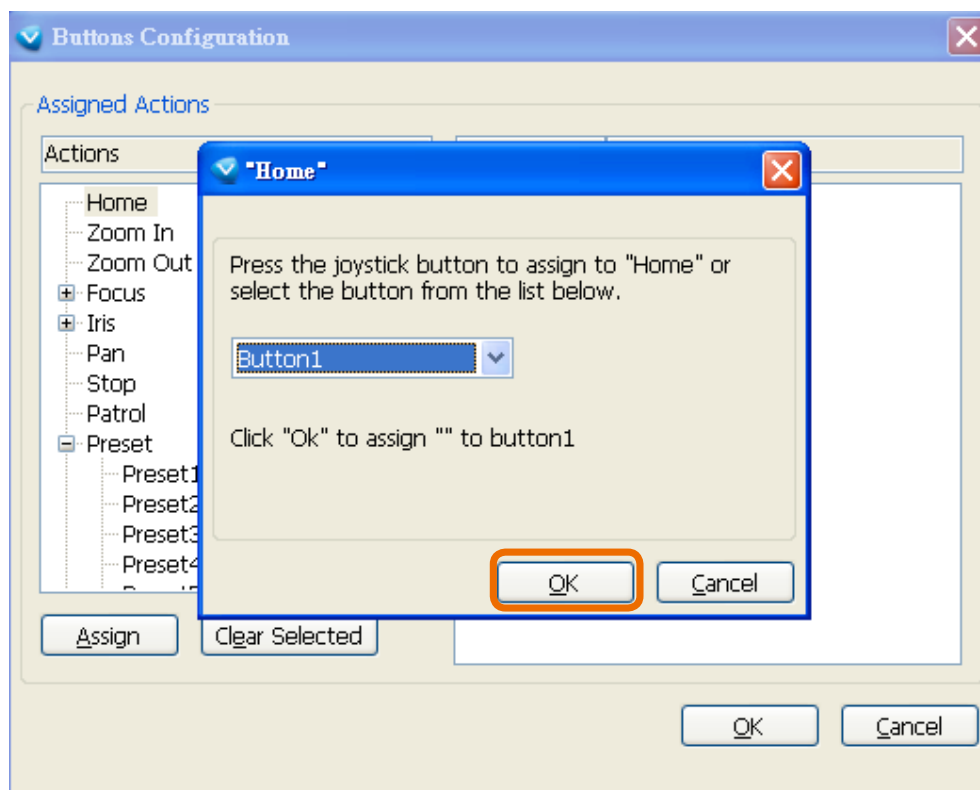 Buttons Configuration
Assigned Actions
Actions
"Home"
Home
Zoom In
Zoom Out
Focus
Iris
Pan
Stop
Patrol
Preset
Preset1
Preset2
Preset3
Preset4
Press the joystick button to assign to "Home" or
select the button from the list below.
Button1
Click "Ok" to assign "" to button1
OK
Cancel
Assign
Clear Selected
OK
Cancel